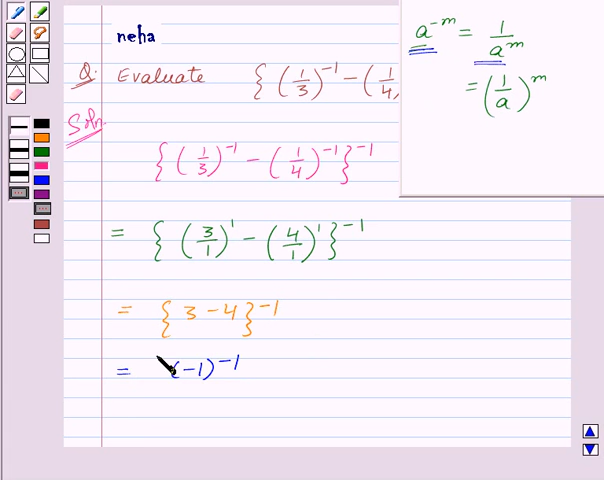 neha
a^-m = 1/a^m
= (1/a)^m
Q. Evaluate { (1/3)^-1 - (1/4,
Soln.
{ (1/3)^-1 - (1/4)^-1 }^-1
= { (3/1)^1 - (4/1)^1 }^-1
= { 3 - 4 }^-1
= (-1)^-1